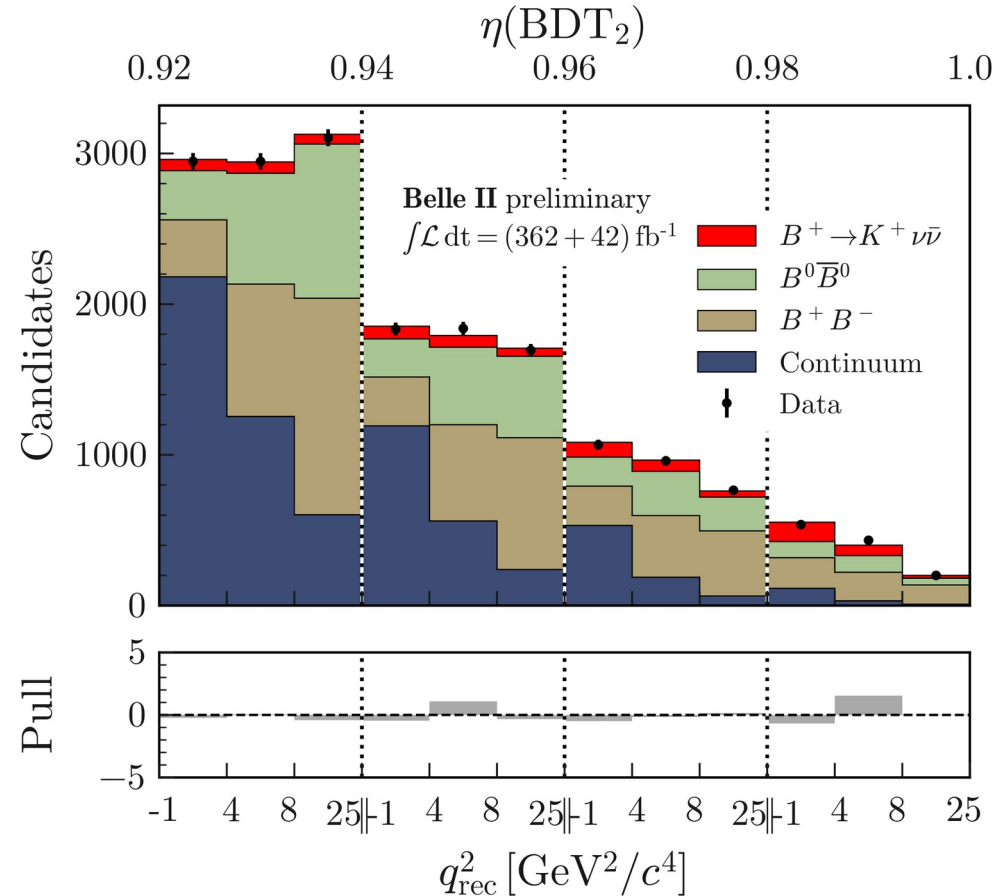 η(BDT₂)
0.92 0.94 0.96 0.98 1.0
Candidates
3000
2000
1000
0
Belle II preliminary
∫ℒ dt = (362 + 42) fb⁻¹
B⁺→K⁺νν̄
B⁰B̅⁰
B⁺B⁻
Continuum
Data
Pull
5
0
−5
-1 4 8 25∥-1 4 8 25∥-1 4 8 25∥-1 4 8 25
q²_rec [GeV²/c⁴]